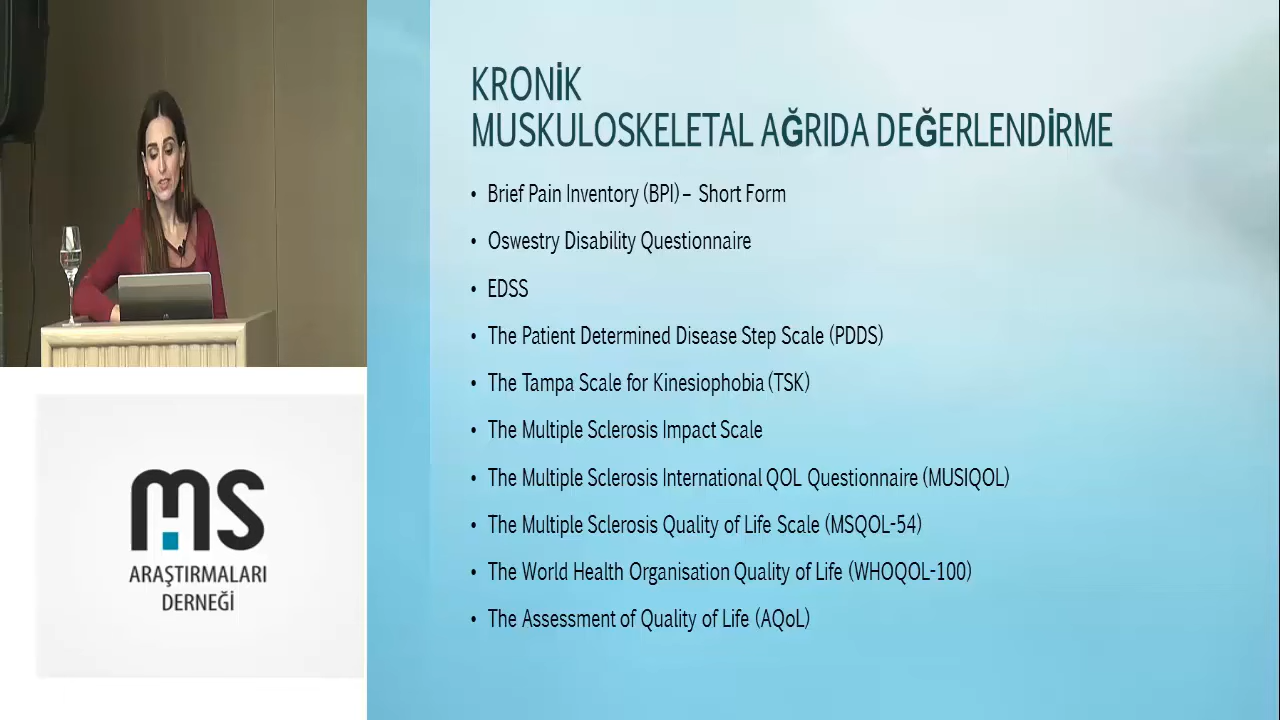 KRONİK
MUSKULOSKELETAL AĞRIDA DEĞERLENDİRME
• Brief Pain Inventory (BPI) – Short Form
• Oswestry Disability Questionnaire
• EDSS
• The Patient Determined Disease Step Scale (PDDS)
• The Tampa Scale for Kinesiophobia (TSK)
• The Multiple Sclerosis Impact Scale
• The Multiple Sclerosis International QOL Questionnaire (MUSIQOL)
• The Multiple Sclerosis Quality of Life Scale (MSQOL-54)
• The World Health Organisation Quality of Life (WHOQOL-100)
• The Assessment of Quality of Life (AQoL)
MS
ARAŞTIRMALARI
DERNEĞİ